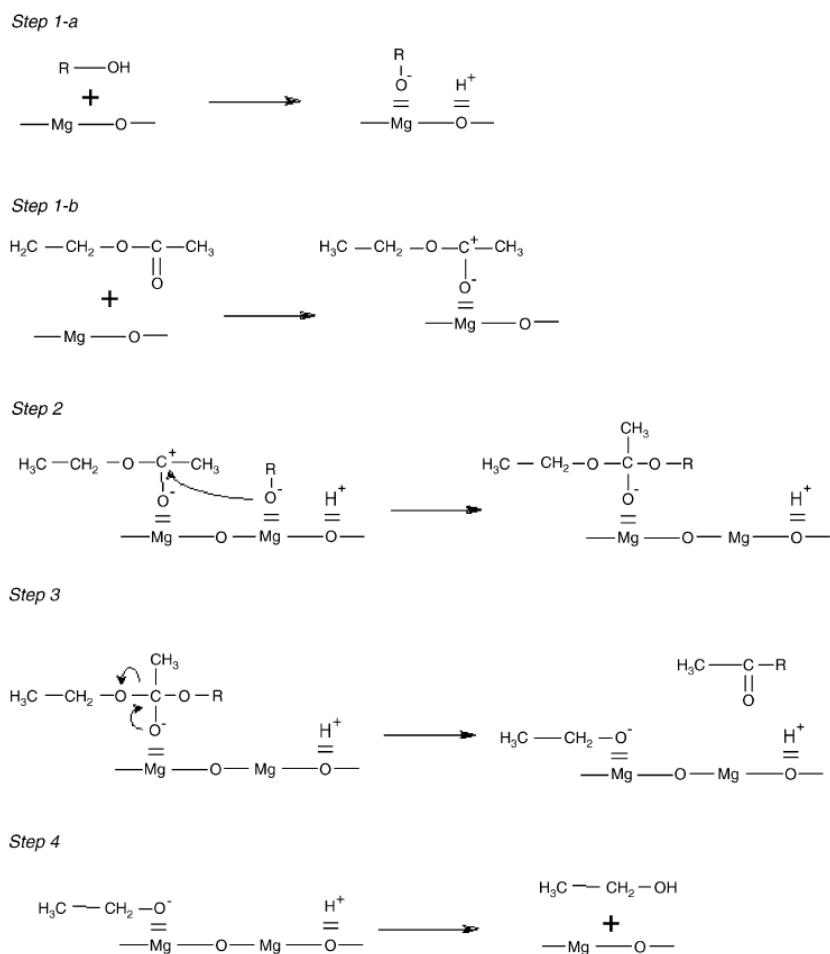 Step 1-a
R—OH
+
—Mg—O—
R
O⁻ H⁺
—Mg—O—
Step 1-b
H₂C—CH₂—O—C—CH₃
O
+
—Mg—O—
H₃C—CH₂—O—C⁺—CH₃
O⁻
—Mg—O—
Step 2
H₃C—CH₂—O—C⁺—CH₃
R
O⁻ O⁻ H⁺
—Mg—O—Mg—O—
CH₃
H₃C—CH₂—O—C—O—R
O⁻ H⁺
—Mg—O—Mg—O—
Step 3
CH₃
H₃C—CH₂—O—C—O—R
O⁻ H⁺
—Mg—O—Mg—O—
H₃C—C—R
O
H₃C—CH₂—O⁻ H⁺
—Mg—O—Mg—O—
Step 4
H₃C—CH₂—O⁻ H⁺
—Mg—O—Mg—O—
H₃C—CH₂—OH
+
—Mg—O—